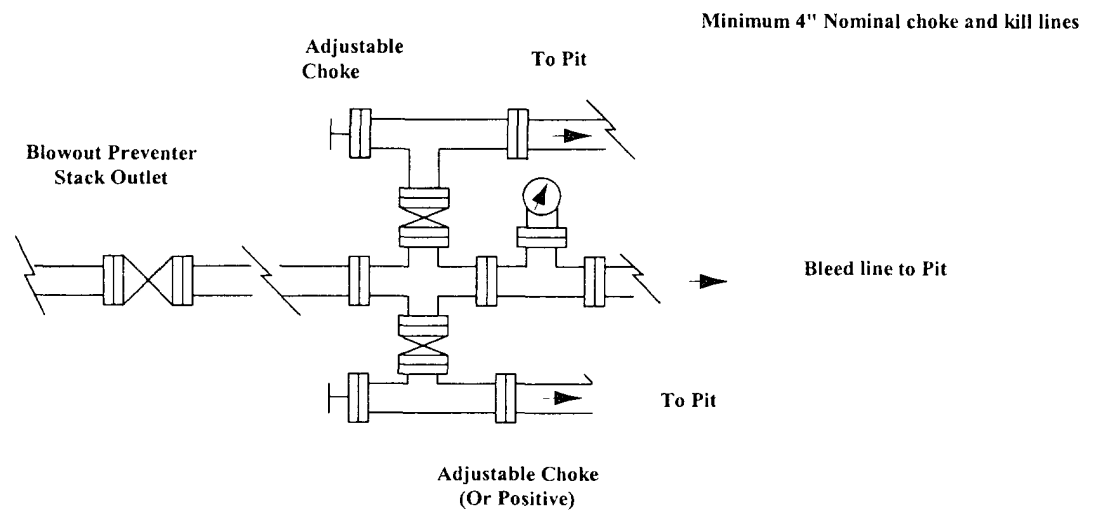 Minimum 4" Nominal choke and kill lines
Adjustable
Choke
To Pit
Blowout Preventer
Stack Outlet
Bleed line to Pit
To Pit
Adjustable Choke
(Or Positive)